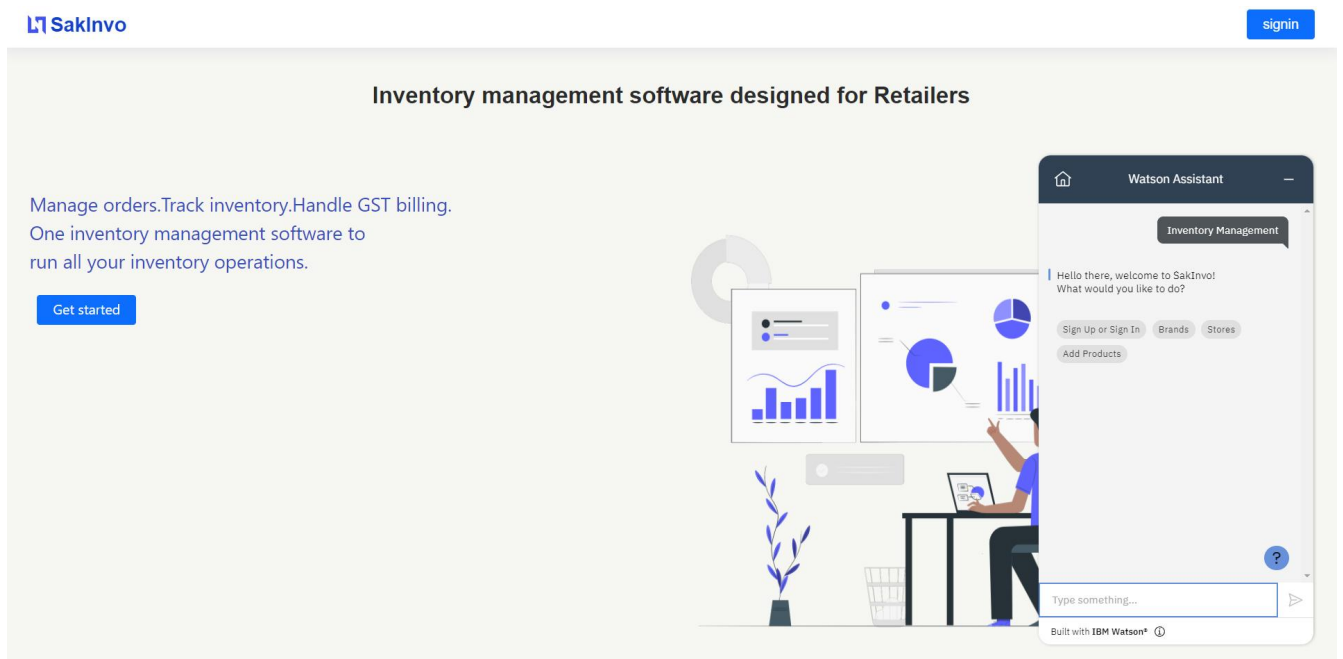 SakInvo
signin
Inventory management software designed for Retailers
Manage orders.Track inventory.Handle GST billing.
One inventory management software to
run all your inventory operations.
Get started
Watson Assistant
Inventory Management
Hello there, welcome to SakInvo!
What would you like to do?
Sign Up or Sign In Brands Stores
Add Products
?
Type something...
Built with IBM Watson®